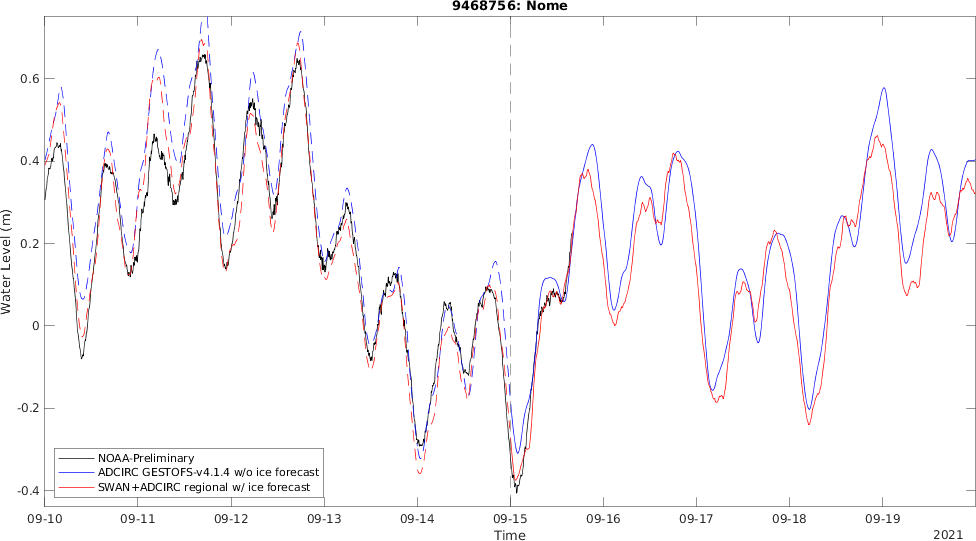 9468756: Nome
Water Level (m)
0.6
0.4
0.2
0
-0.2
-0.4
NOAA-Preliminary
ADCIRC GESTOFS-v4.1.4 w/o ice forecast
SWAN+ADCIRC regional w/ ice forecast
09-10 09-11 09-12 09-13 09-14 09-15 09-16 09-17 09-18 09-19
Time
2021